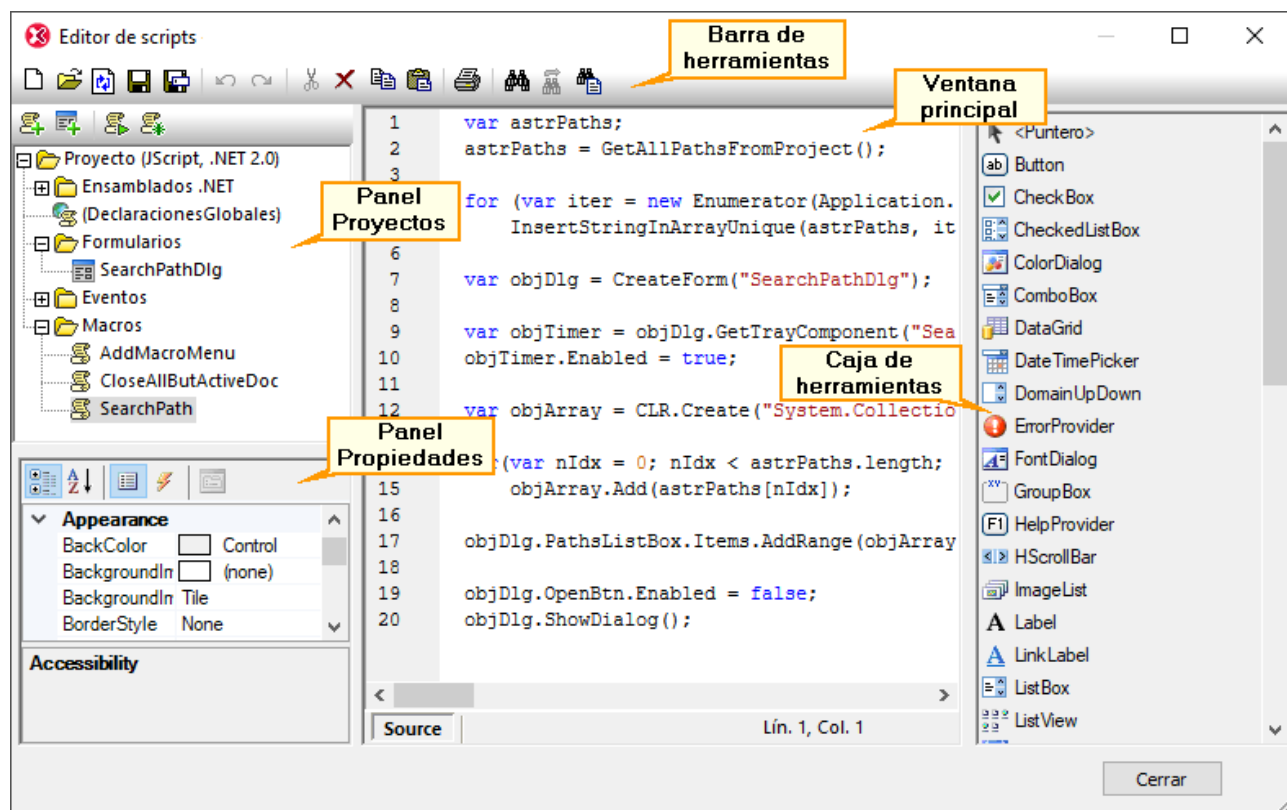 Editor de scripts
Barra de
herramientas
Ventana
principal
Proyecto (JScript, .NET 2.0)
Ensamblados .NET
(DeclaracionesGlobales)
Formularios
SearchPathDlg
Eventos
Macros
AddMacroMenu
CloseAllButActiveDoc
SearchPath
Panel
Proyectos
Panel
Propiedades
Appearance
BackColor Control
BackgroundIm (none)
BackgroundIm Tile
BorderStyle None
Accessibility
1 var astrPaths;
2 astrPaths = GetAllPathsFromProject();
3
for (var iter = new Enumerator(Application.
InsertStringInArrayUnique(astrPaths, it
6
7 var objDlg = CreateForm("SearchPathDlg");
8
9 var objTimer = objDlg.GetTrayComponent("Sea
10 objTimer.Enabled = true;
11
12 var objArray = CLR.Create("System.Collectio
(var nIdx = 0; nIdx < astrPaths.length;
15 objArray.Add(astrPaths[nIdx]);
16
17 objDlg.PathsListBox.Items.AddRange(objArray
18
19 objDlg.OpenBtn.Enabled = false;
20 objDlg.ShowDialog();
Source
Lín. 1, Col. 1
Caja de
herramientas
<Puntero>
ab Button
CheckBox
CheckedListBox
ColorDialog
ComboBox
DataGrid
DateTimePicker
DomainUpDown
ErrorProvider
FontDialog
GroupBox
F1 HelpProvider
HScrollBar
ImageList
A Label
A LinkLabel
ListBox
ListView
Cerrar